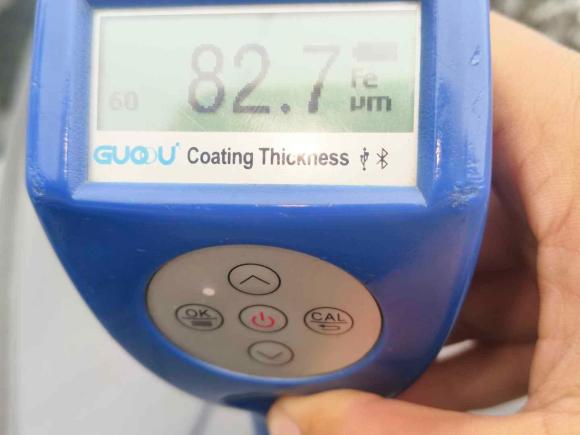 82.7
Fe
60
µm
GUOOU Coating Thickness
OK
CAL